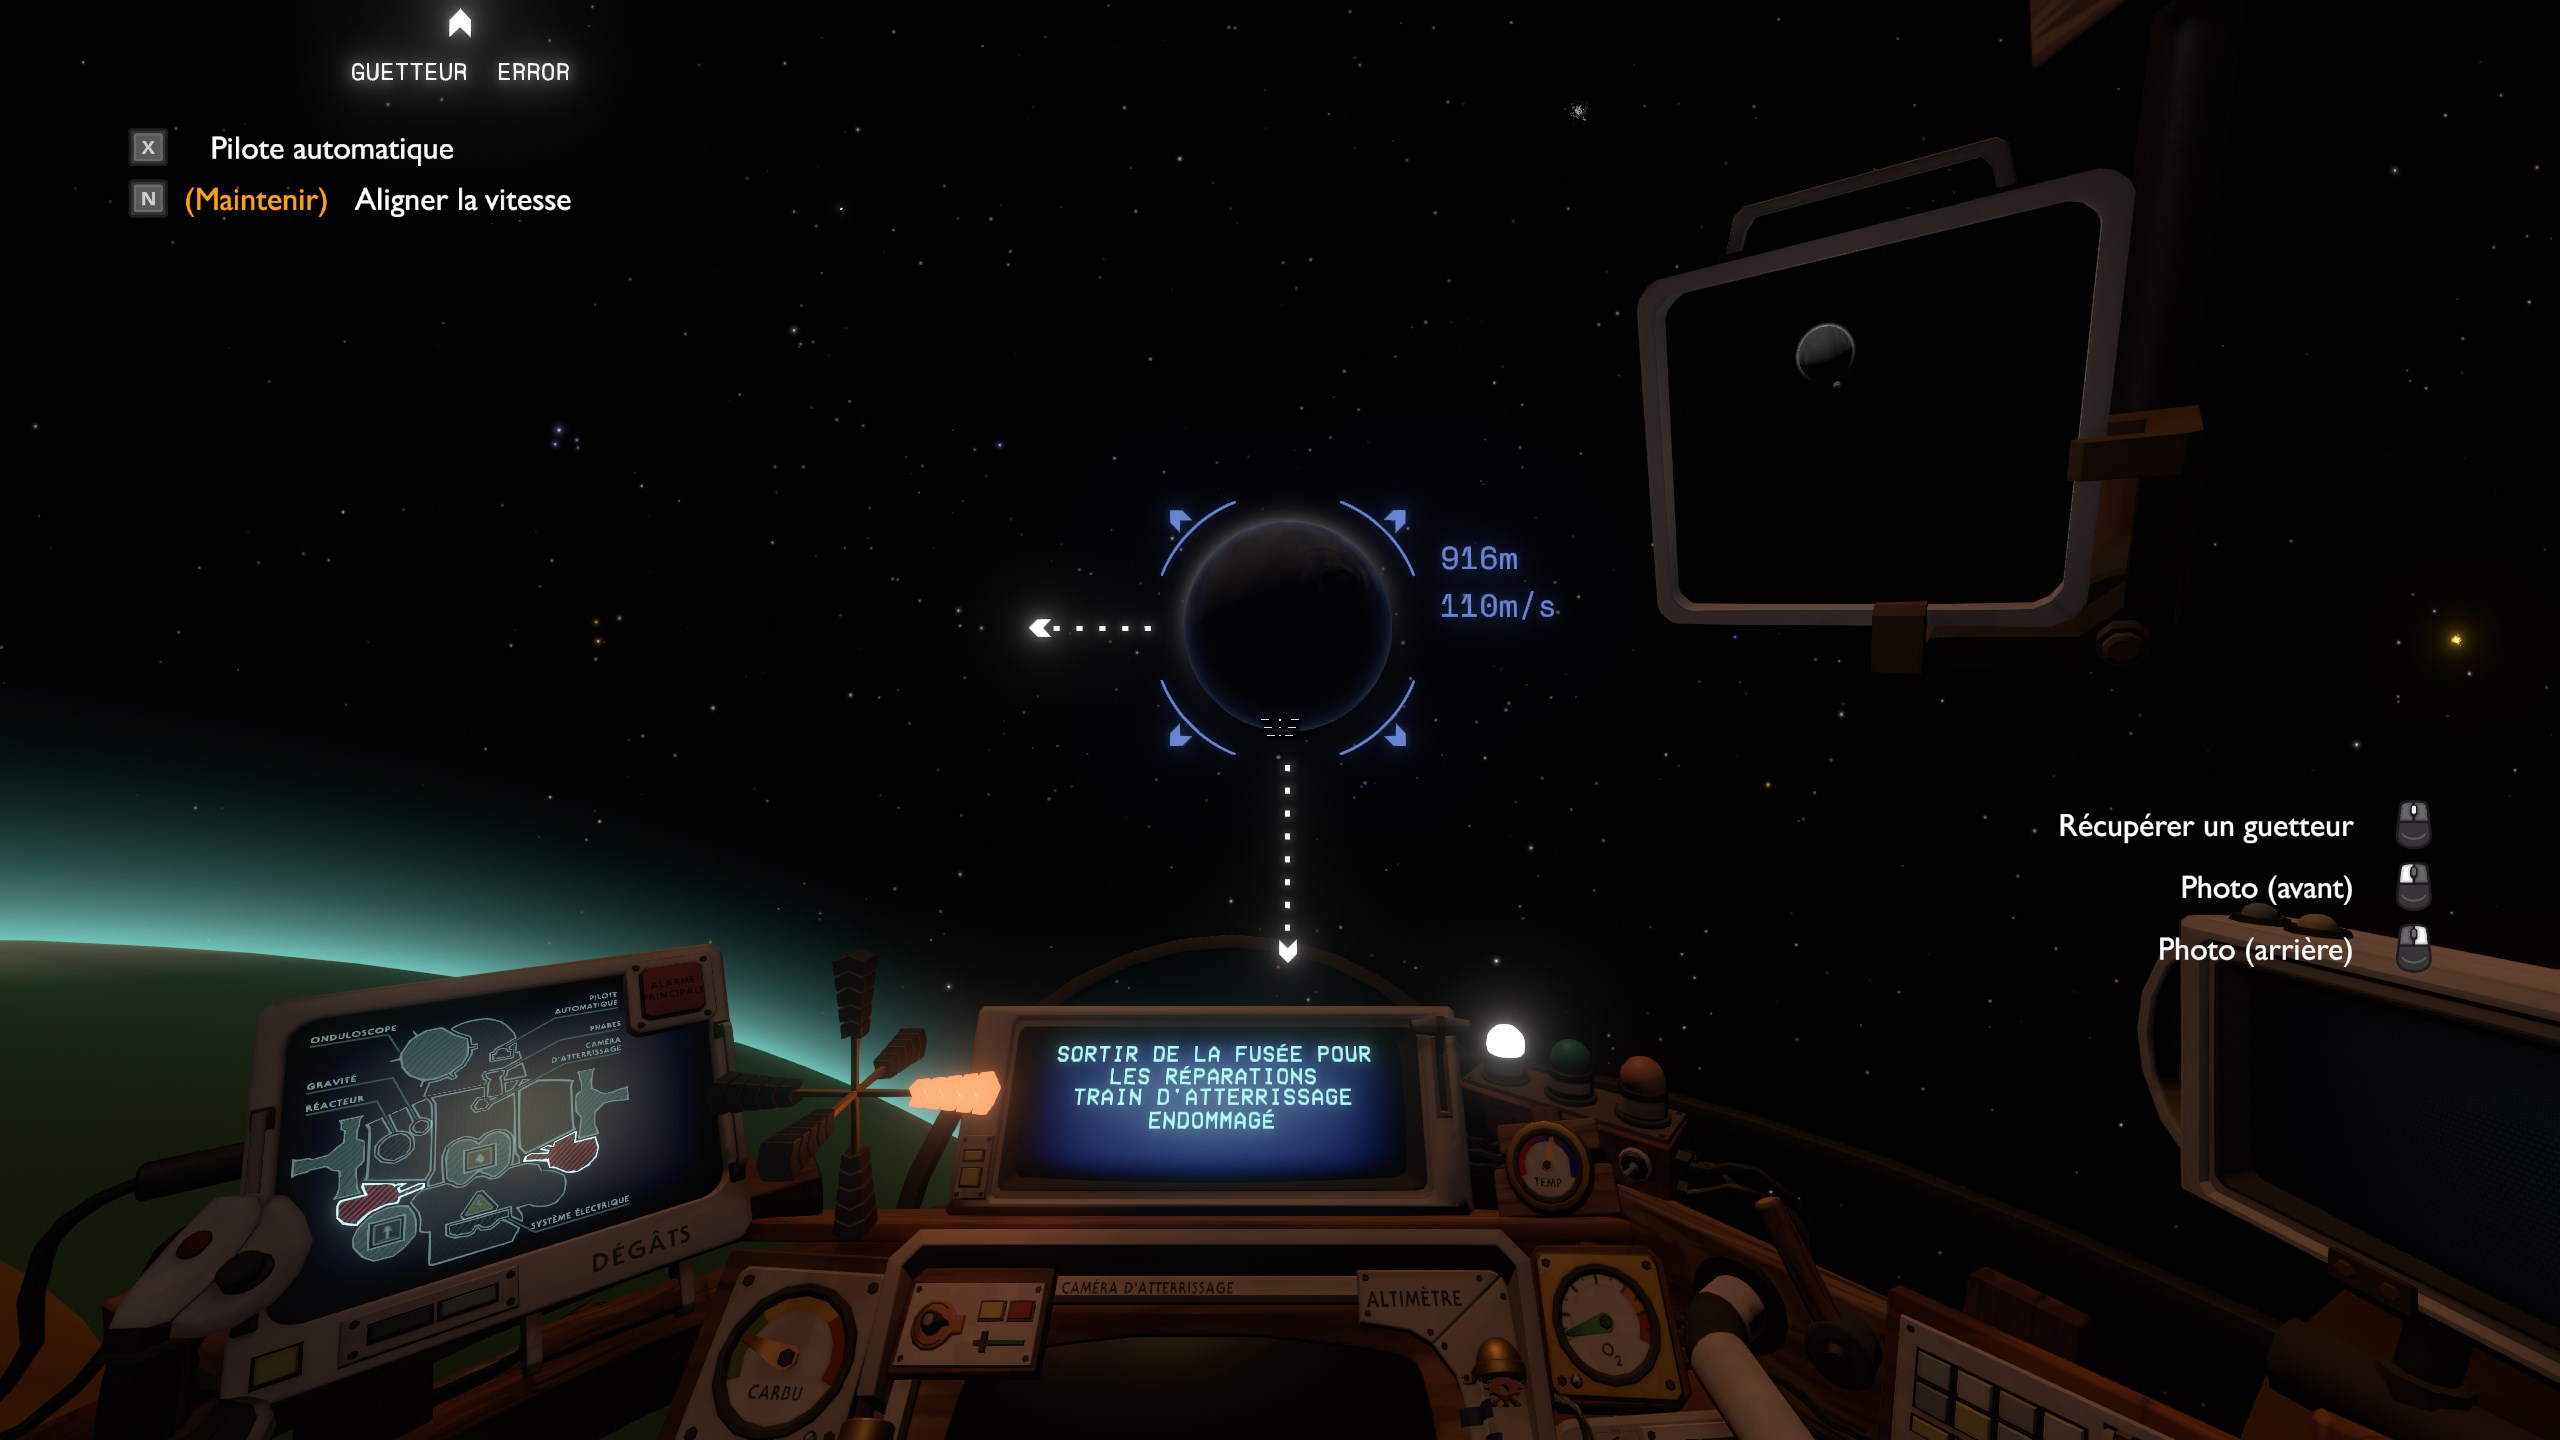 GUETTEUR ERROR
X Pilote automatique
N (Maintenir) Aligner la vitesse
916m
110m/s
Récupérer un guetteur
Photo (avant)
Photo (arrière)
ALARME
PRINCIPALE
PILOTE
AUTOMATIQUE
ONDULOSCOPE
PHARES
CAMÉRA
D'ATTERRISSAGE
GRAVITÉ
RÉACTEUR
SYSTÈME ÉLECTRIQUE
DÉGÂTS
SORTIR DE LA FUSÉE POUR
LES RÉPARATIONS
TRAIN D'ATTERRISSAGE
ENDOMMAGÉ
TEMP
CAMÉRA D'ATTERRISSAGE
ALTIMÈTRE
CARBU
O2